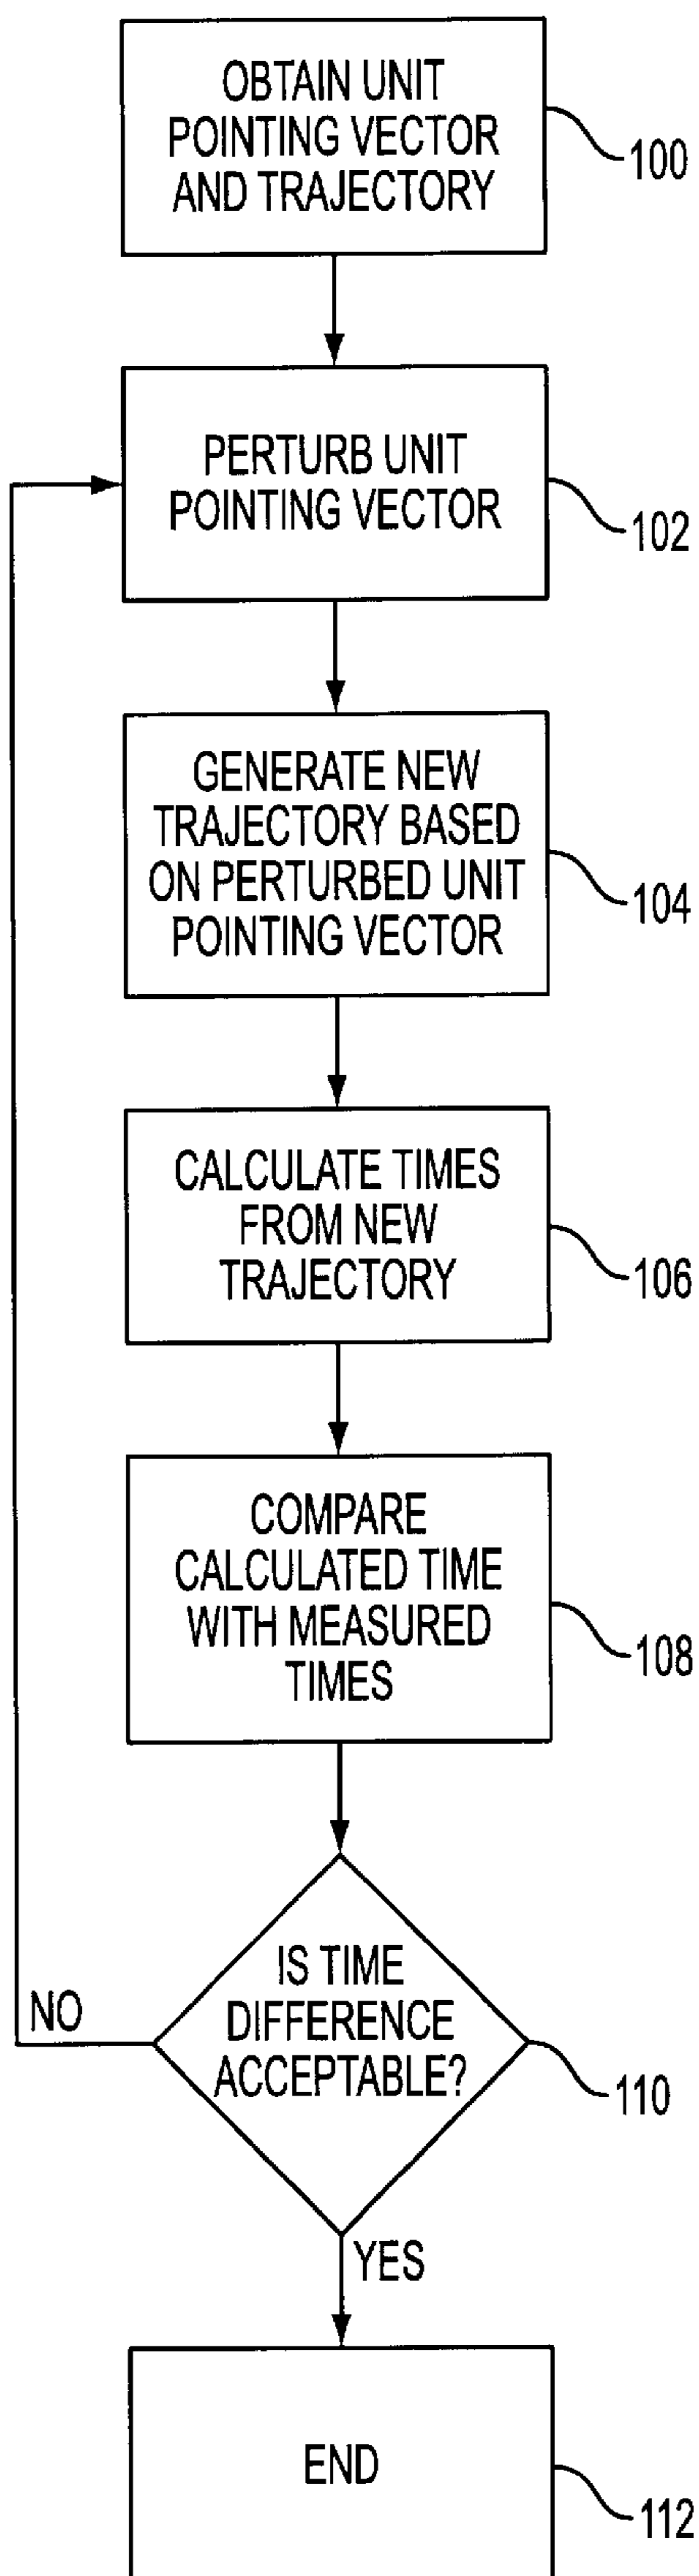 OBTAIN UNIT
POINTING VECTOR
AND TRAJECTORY
100
PERTURB UNIT
POINTING VECTOR
102
GENERATE NEW
TRAJECTORY BASED
ON PERTURBED UNIT
POINTING VECTOR
104
CALCULATE TIMES
FROM NEW
TRAJECTORY
106
COMPARE
CALCULATED TIME
WITH MEASURED
TIMES
108
IS TIME
DIFFERENCE
ACCEPTABLE?
110
NO
YES
END
112